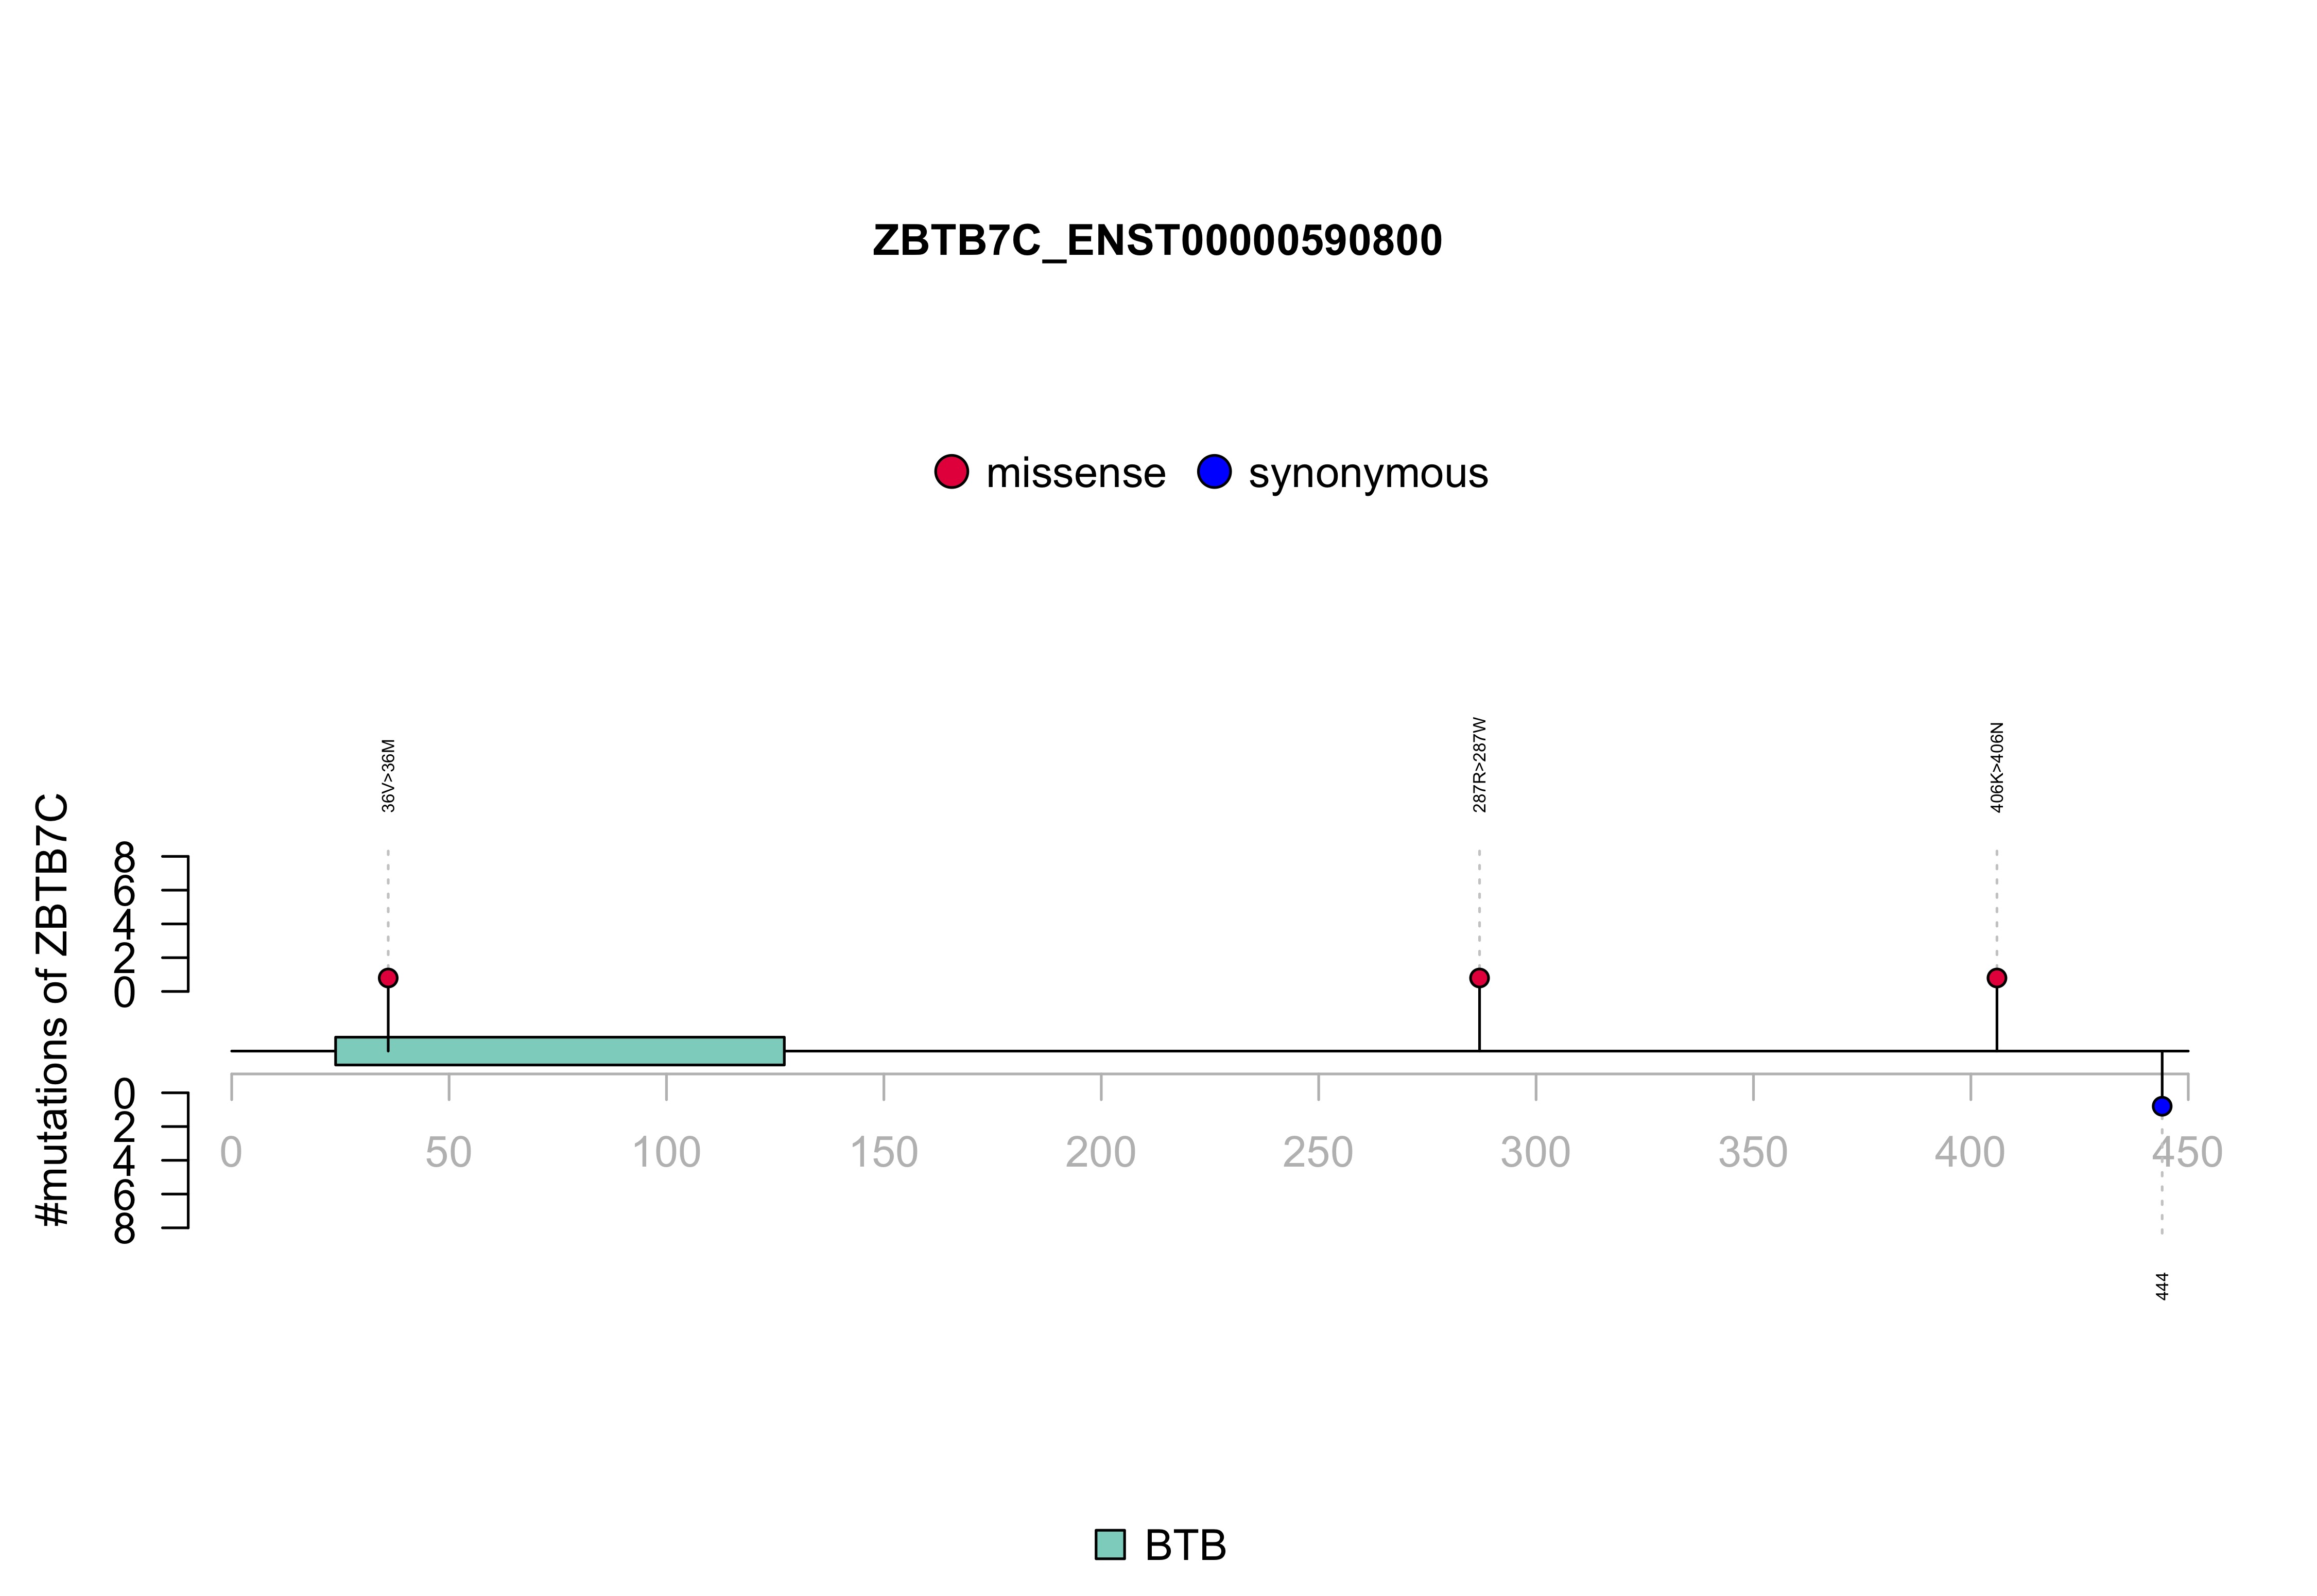 ZBTB7C_ENST00000590800
missense synonymous
36V>36M
287R>287W
406K>406N
#mutations of ZBTB7C
8
6
4
2
0
0
2
4
6
8
0 50 100 150 200 250 300 350 400 450
444
BTB